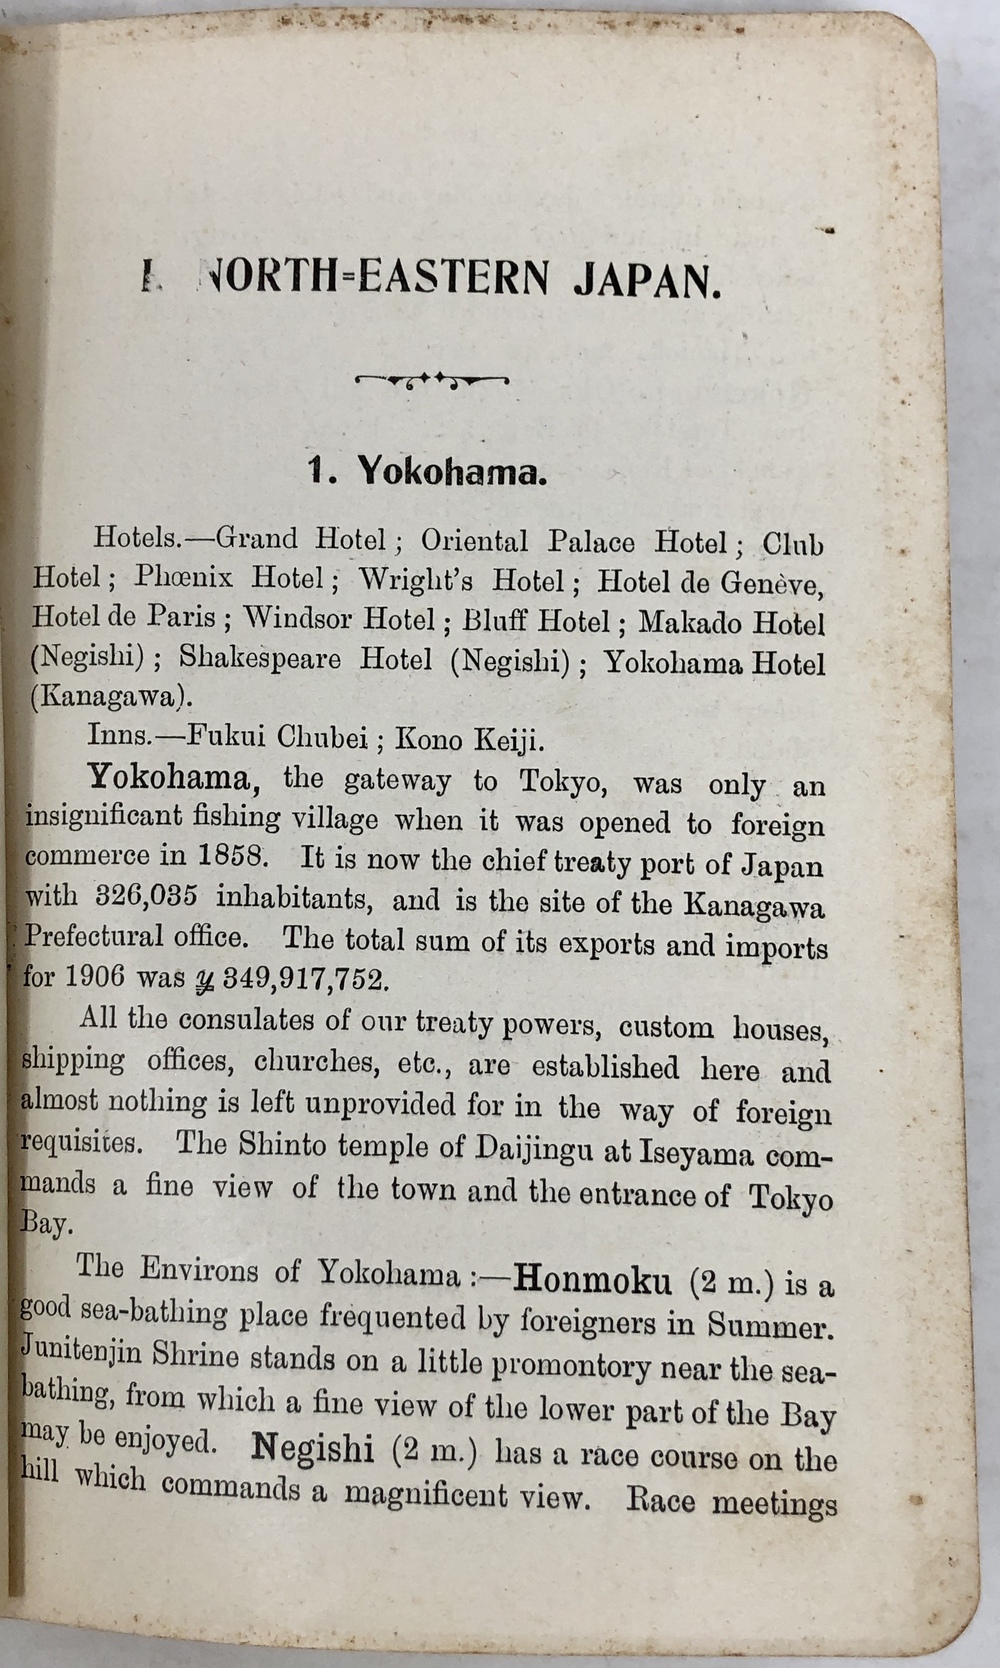 I. NORTH=EASTERN JAPAN.
1. Yokohama.
Hotels.—Grand Hotel; Oriental Palace Hotel; Club
Hotel; Phœnix Hotel; Wright's Hotel; Hotel de Genève,
Hotel de Paris; Windsor Hotel; Bluff Hotel; Makado Hotel
(Negishi); Shakespeare Hotel (Negishi); Yokohama Hotel
(Kanagawa).
Inns.—Fukui Chubei; Kono Keiji.
Yokohama, the gateway to Tokyo, was only an
insignificant fishing village when it was opened to foreign
commerce in 1858. It is now the chief treaty port of Japan
with 326,035 inhabitants, and is the site of the Kanagawa
Prefectural office. The total sum of its exports and imports
for 1906 was ¥ 349,917,752.
All the consulates of our treaty powers, custom houses,
shipping offices, churches, etc., are established here and
almost nothing is left unprovided for in the way of foreign
requisites. The Shinto temple of Daijingu at Iseyama com-
mands a fine view of the town and the entrance of Tokyo
Bay.
The Environs of Yokohama:—Honmoku (2 m.) is a
good sea-bathing place frequented by foreigners in Summer.
Junitenjin Shrine stands on a little promontory near the sea-
bathing, from which a fine view of the lower part of the Bay
may be enjoyed. Negishi (2 m.) has a race course on the
hill which commands a magnificent view. Race meetings